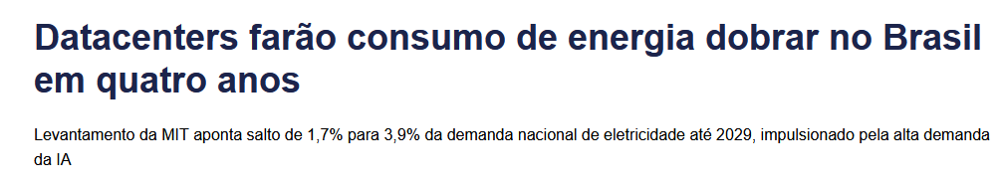 Datacenters farão consumo de energia dobrar no Brasil
em quatro anos
Levantamento da MIT aponta salto de 1,7% para 3,9% da demanda nacional de eletricidade até 2029, impulsionado pela alta demanda
da IA